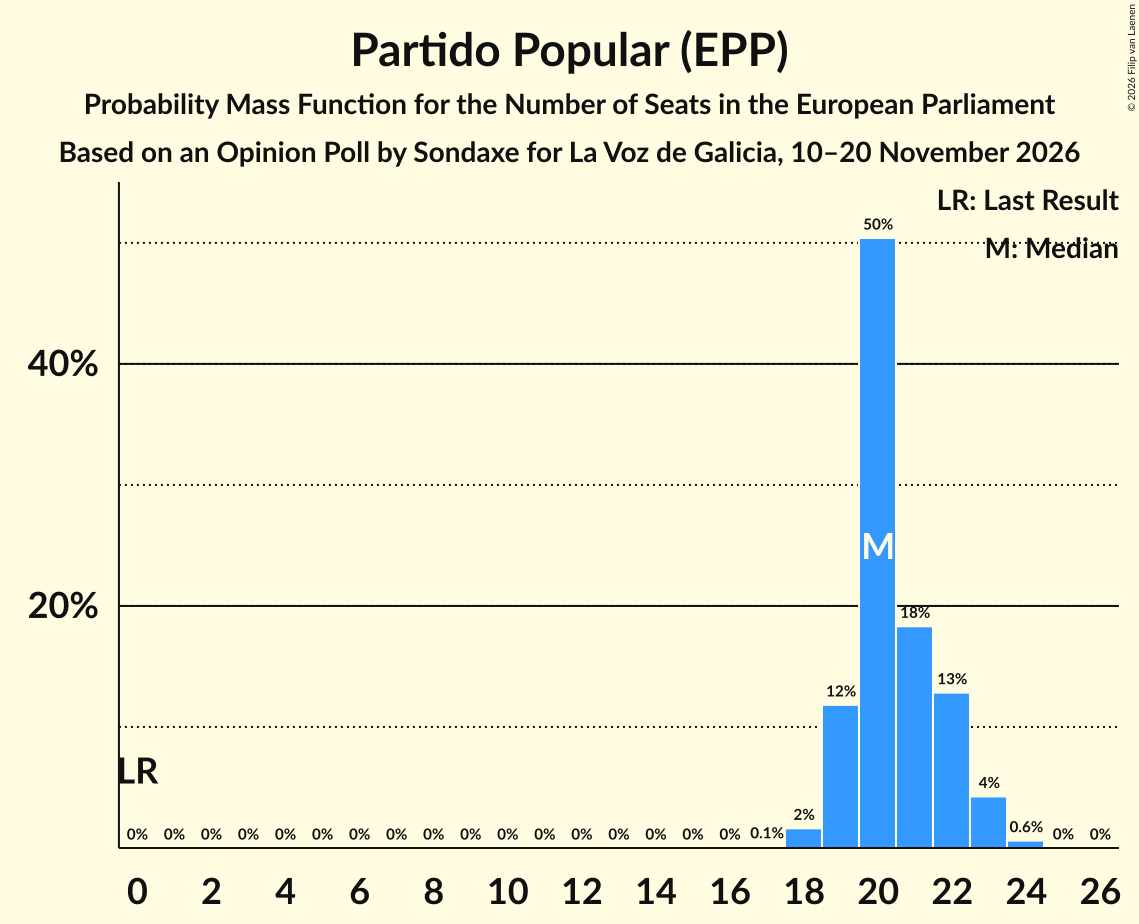 Partido Popular (EPP)
Probability Mass Function for the Number of Seats in the European Parliament
Based on an Opinion Poll by Sondaxe for La Voz de Galicia, 10–20 November 2026
© 2026 Filip van Laenen
LR: Last Result
M: Median
50%
40%
M
20%
18%
13%
12%
LR
4%
2%
0% 0% 0% 0% 0% 0% 0% 0% 0% 0% 0% 0% 0% 0% 0% 0% 0% 0.1% 0.6% 0% 0%
0 2 4 6 8 10 12 14 16 18 20 22 24 26